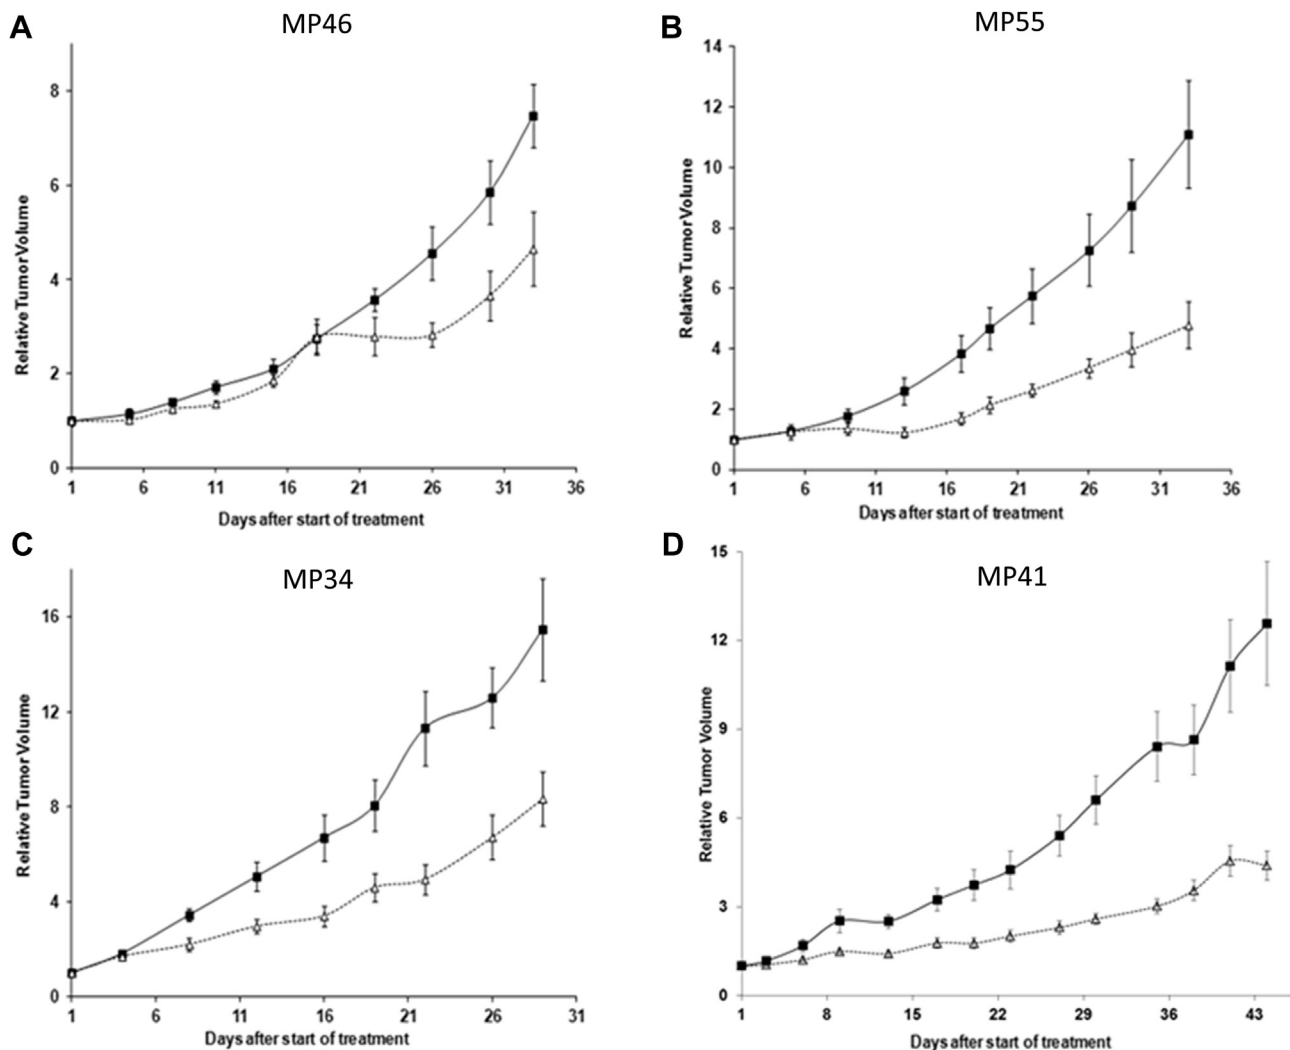 A
MP46
8
6
4
2
0
1 6 11 16 21 26 31 36
Relative Tumor Volume
Days after start of treatment
B
MP55
14
12
10
8
6
4
2
0
1 6 11 16 21 26 31 36
Relative Tumor Volume
Days after start of treatment
C
MP34
16
12
8
4
0
1 6 11 16 21 26 31
Relative Tumor Volume
Days after start of treatment
D
MP41
15
12
9
6
3
0
1 8 15 22 29 36 43
Relative Tumor Volume
Days after start of treatment